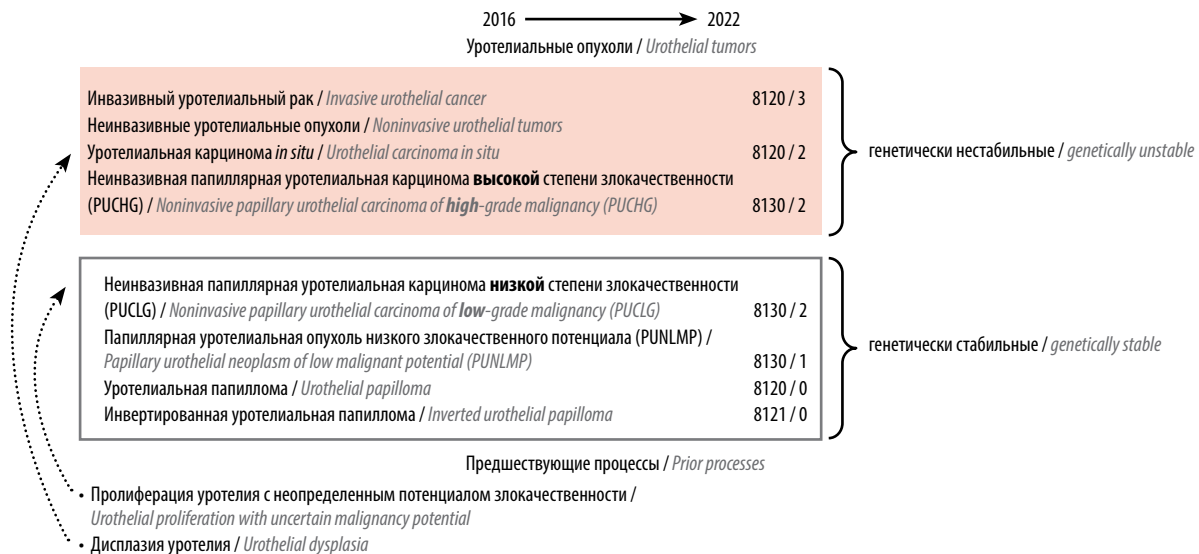 2016 2022
Уротелиальные опухоли / Urothelial tumors
Инвазивный уротелиальный рак / Invasive urothelial cancer 8120 / 3
Неинвазивные уротелиальные опухоли / Noninvasive urothelial tumors
Уротелиальная карцинома in situ / Urothelial carcinoma in situ 8120 / 2
генетически нестабильные / genetically unstable
Неинвазивная папиллярная уротелиальная карцинома высокой степени злокачественности
(PUCHG) / Noninvasive papillary urothelial carcinoma of high-grade malignancy (PUCHG) 8130 / 2
Неинвазивная папиллярная уротелиальная карцинома низкой степени злокачественности
(PUCLG) / Noninvasive papillary urothelial carcinoma of low-grade malignancy (PUCLG) 8130 / 2
Папиллярная уротелиальная опухоль низкого злокачественного потенциала (PUNLMP) /
генетически стабильные / genetically stable
Papillary urothelial neoplasm of low malignant potential (PUNLMP) 8130 / 1
Уротелиальная папиллома / Urothelial papilloma 8120 / 0
Инвертированная уротелиальная папиллома / Inverted urothelial papilloma 8121 / 0
Предшествующие процессы / Prior processes
• Пролиферация уротелия с неопределенным потенциалом злокачественности /
Urothelial proliferation with uncertain malignancy potential
• Дисплазия уротелия / Urothelial dysplasia